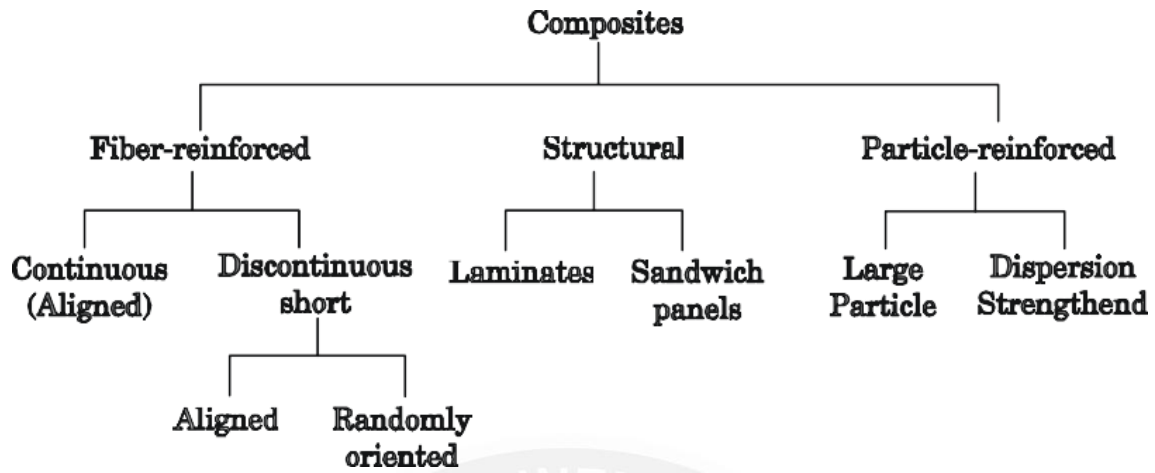 Composites
Fiber-reinforced
Structural
Particle-reinforced
Continuous
(Aligned)
Discontinuous
short
Laminates
Sandwich
panels
Large
Particle
Dispersion
Strengthend
Aligned
Randomly
oriented